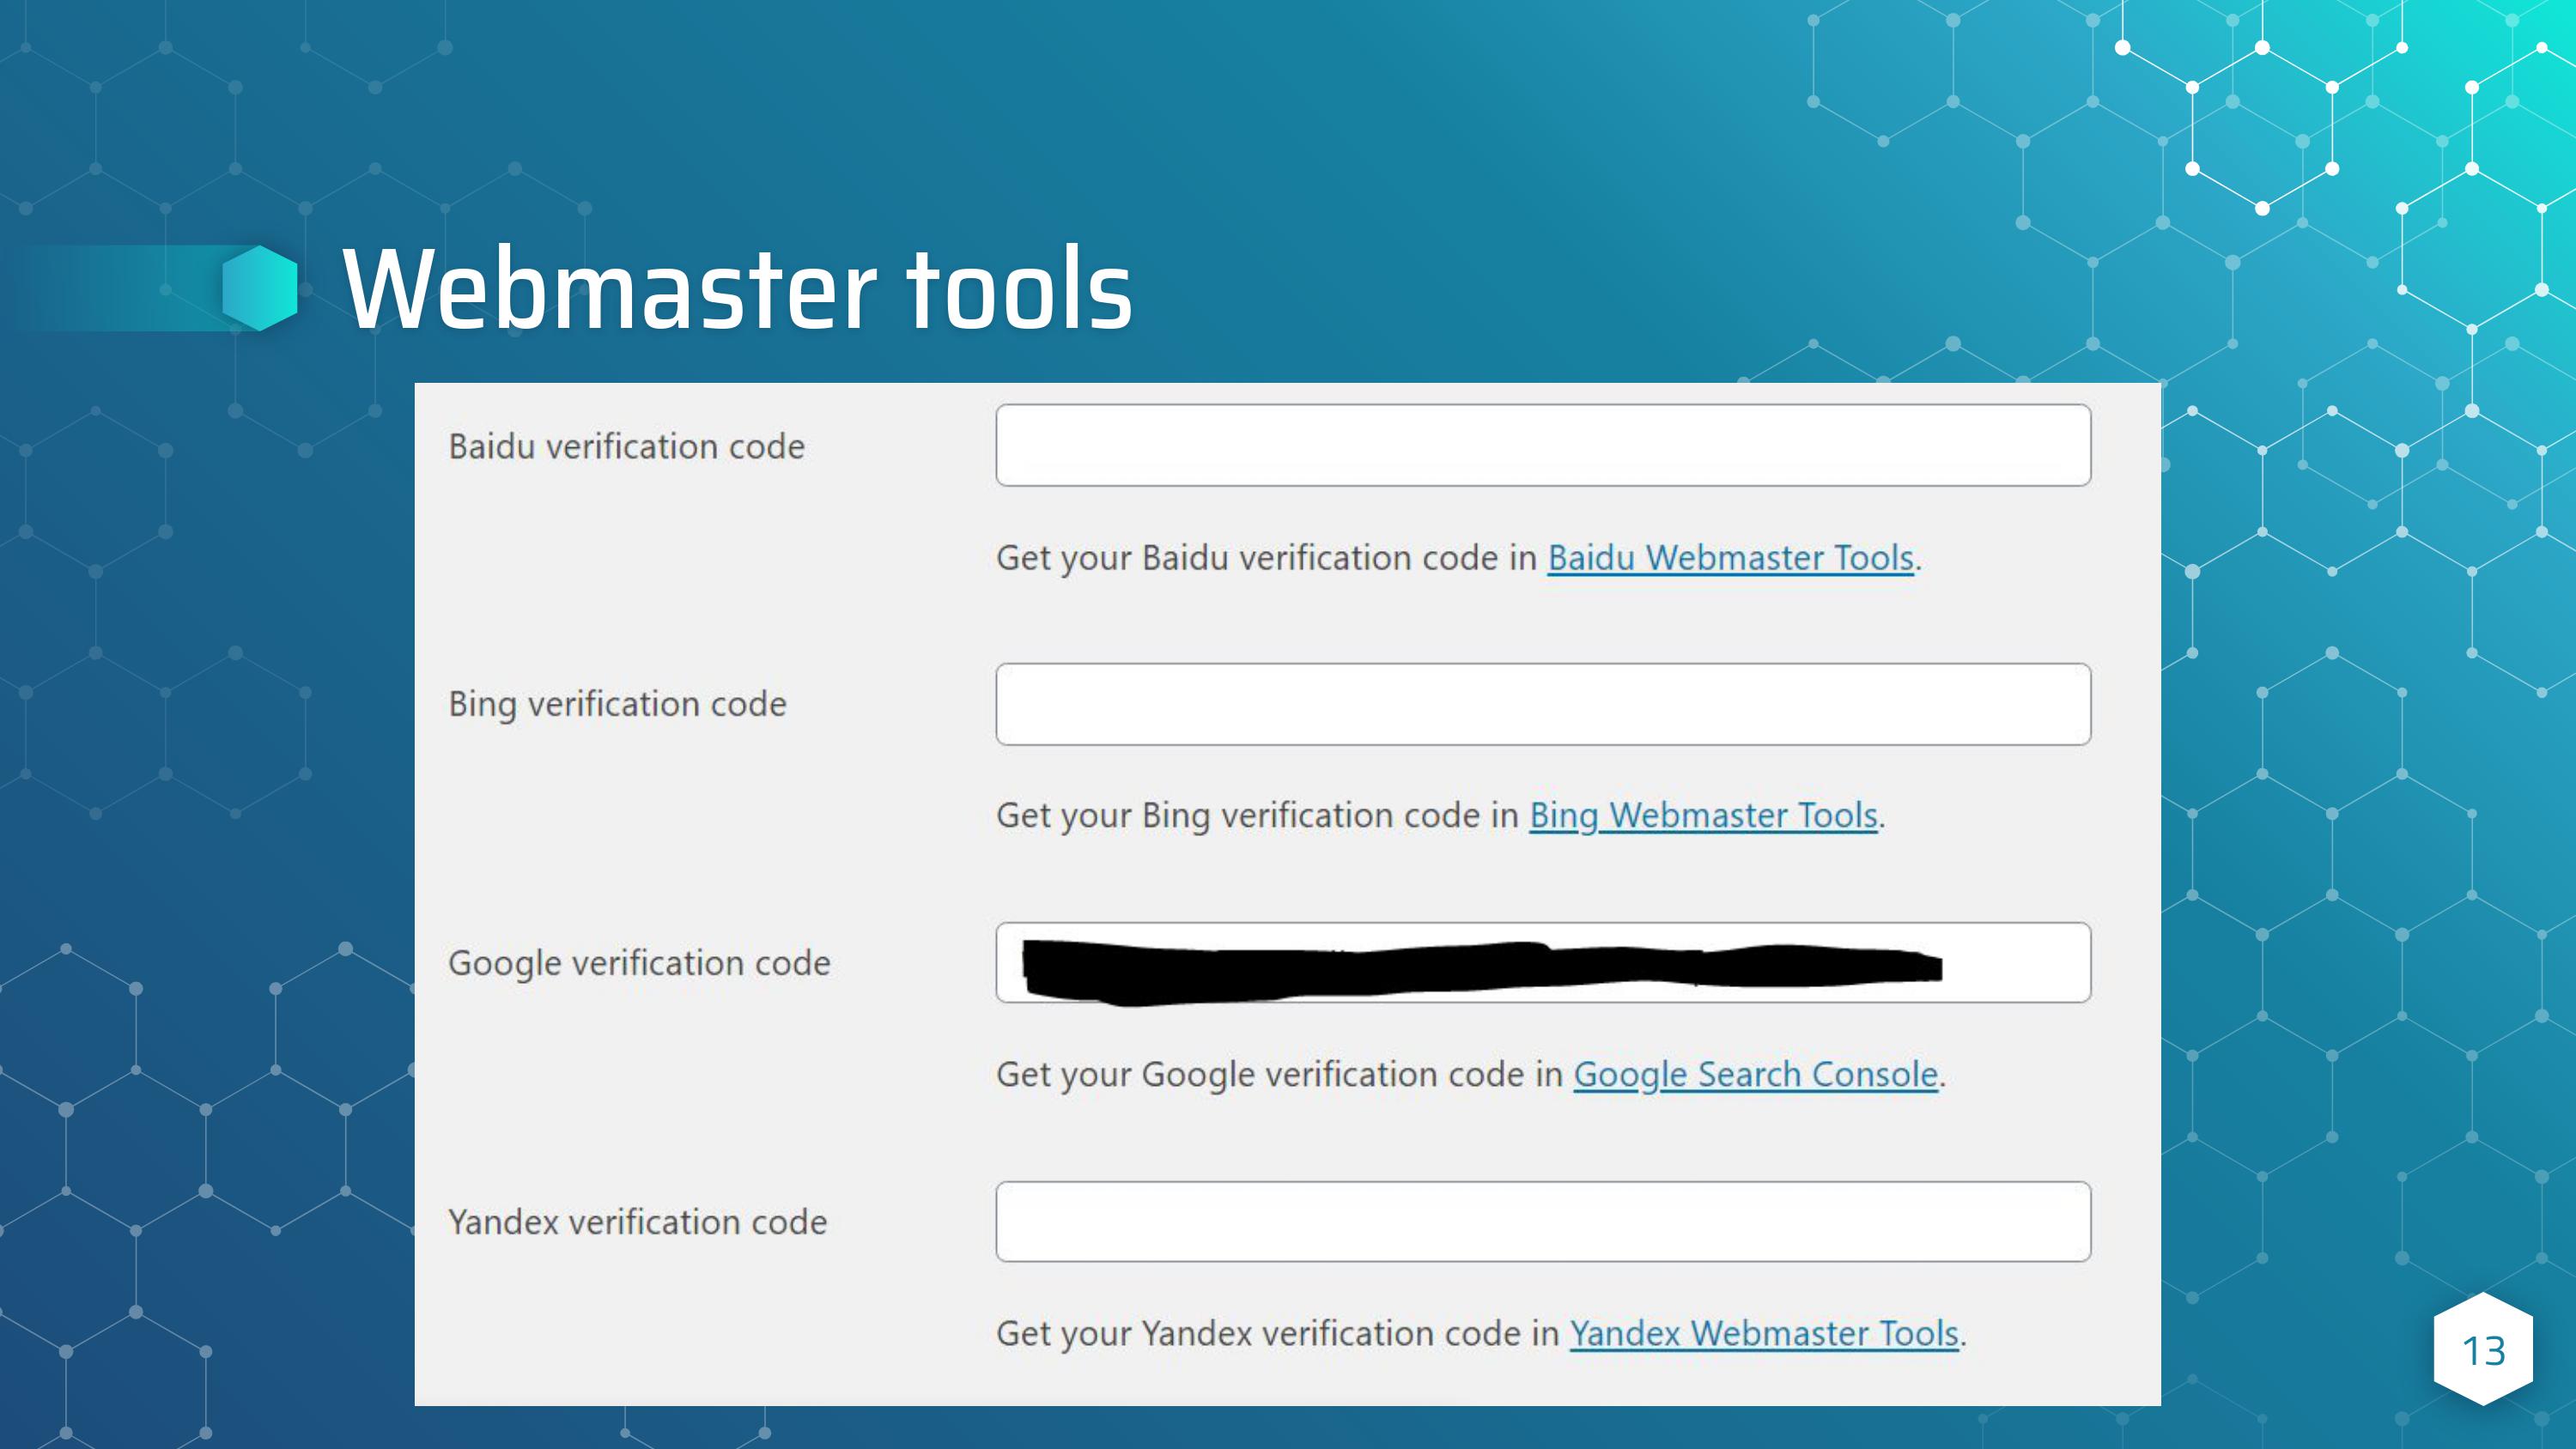 Webmaster tools
Baidu verification code
Get your Baidu verification code in Baidu Webmaster Tools.
Bing verification code
Get your Bing verification code in Bing Webmaster Tools.
Google verification code
Get your Google verification code in Google Search Console.
Yandex verification code
Get your Yandex verification code in Yandex Webmaster Tools.
13